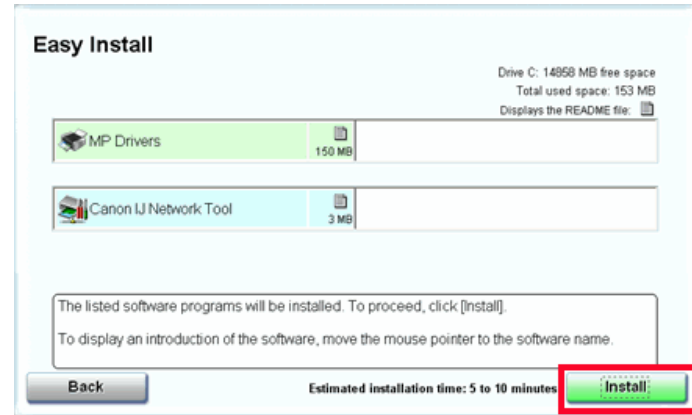 Easy Install
Drive C: 14858 MB free space
Total used space: 153 MB
Displays the README file:
MP Drivers
150 MB
Canon IJ Network Tool
3 MB
The listed software programs will be installed. To proceed, click [Install].
To display an introduction of the software, move the mouse pointer to the software name.
Back
Estimated installation time: 5 to 10 minutes
Install